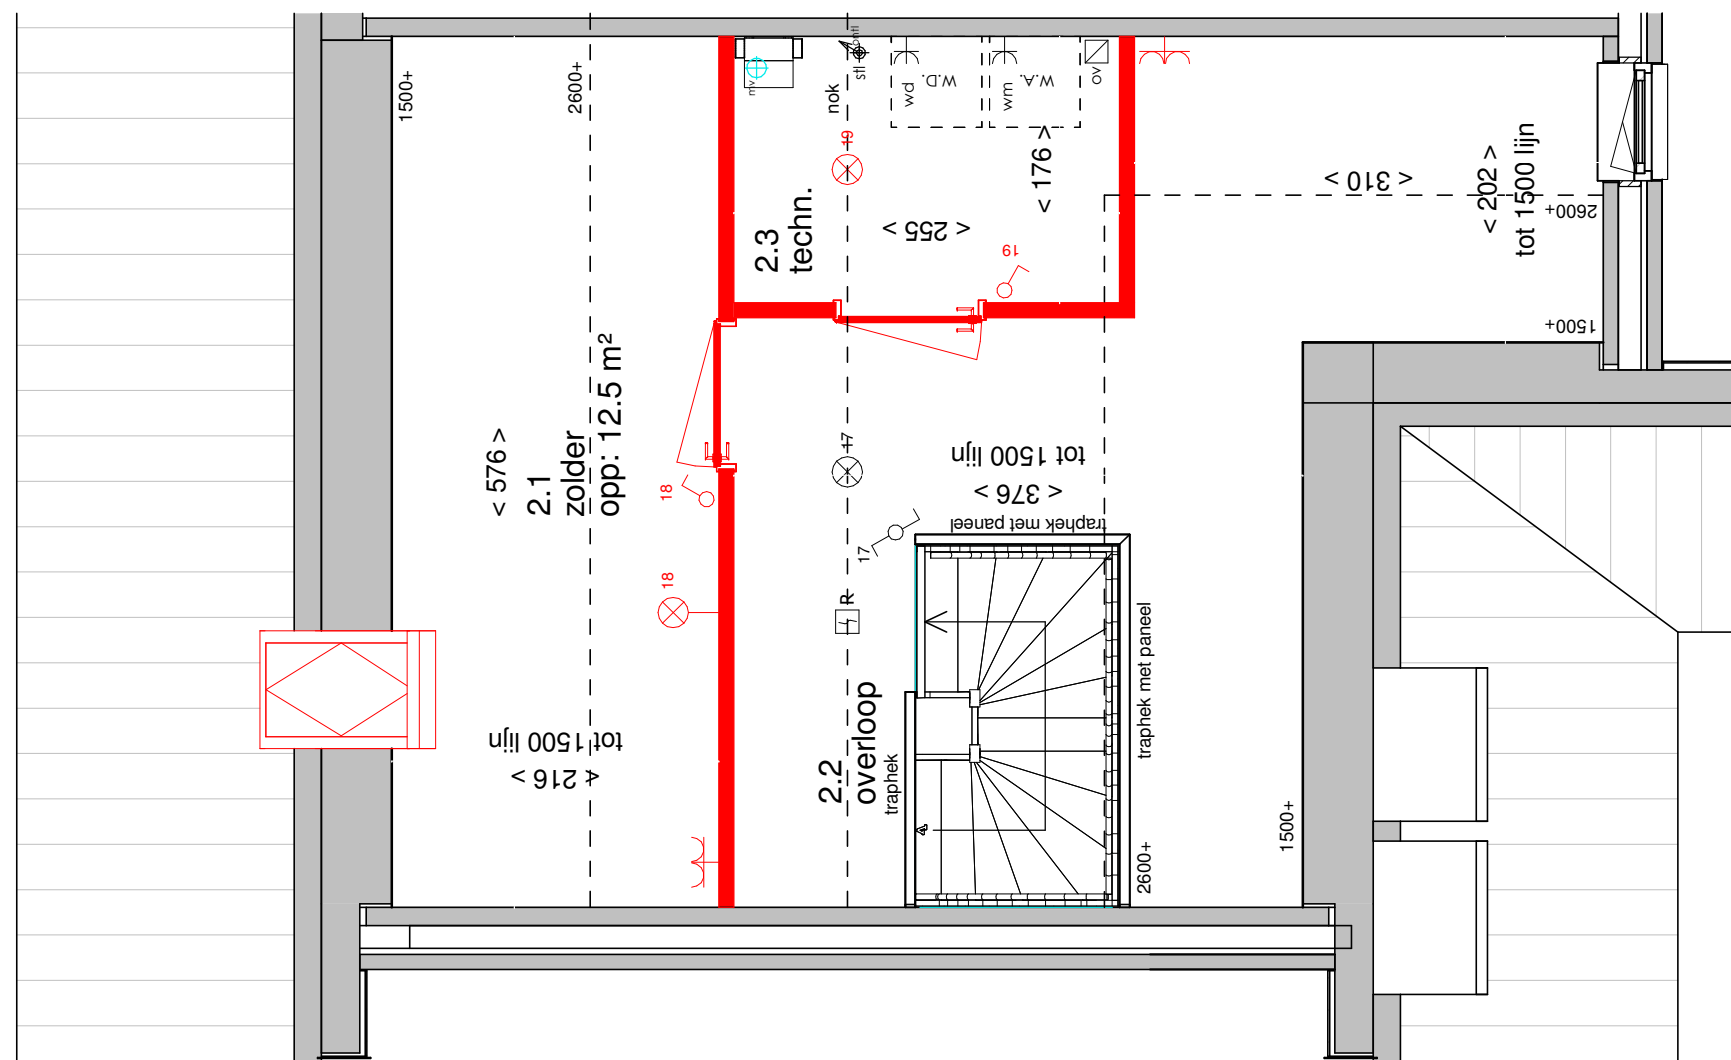 1500+
2600+
mv
nok
stl
wd
W.D.
wm
W.A.
ov
19
2.3
techn.
< 255 >
< 176 >
19
< 310 >
< 202 >
tot 1500 lijn
2600+
1500+
< 576 >
2.1
zolder
opp: 12.5 m²
18
18
17
17
tot 1500 lijn
< 376 >
traphek met paneel
R
tot 1500 lijn
< 216 >
2.2
overloop
traphek
traphek met paneel
2600+
1500+